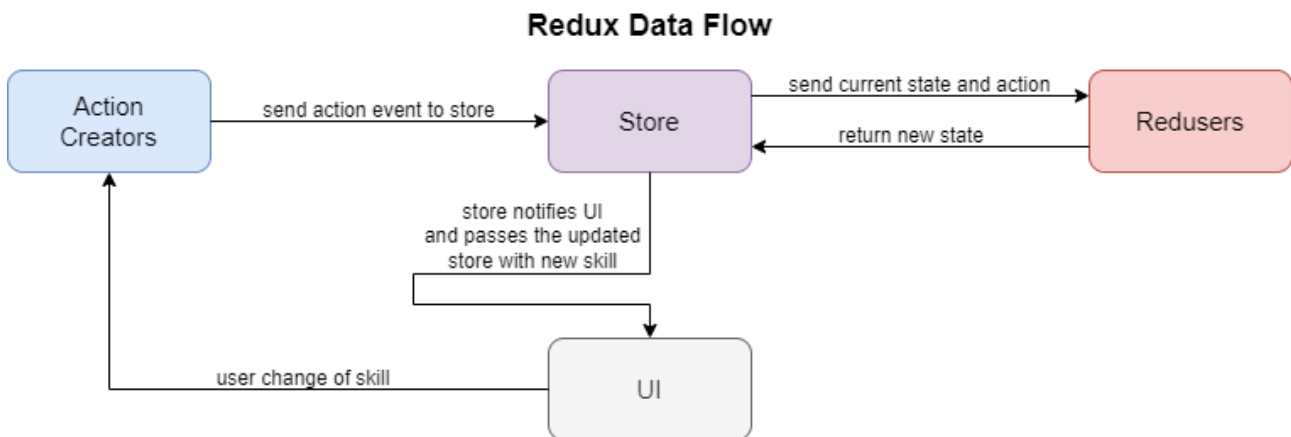 Redux Data Flow
Action
Creators
send action event to store
Store
send current state and action
return new state
Redusers
store notifies UI
and passes the updated
store with new skill
user change of skill
UI